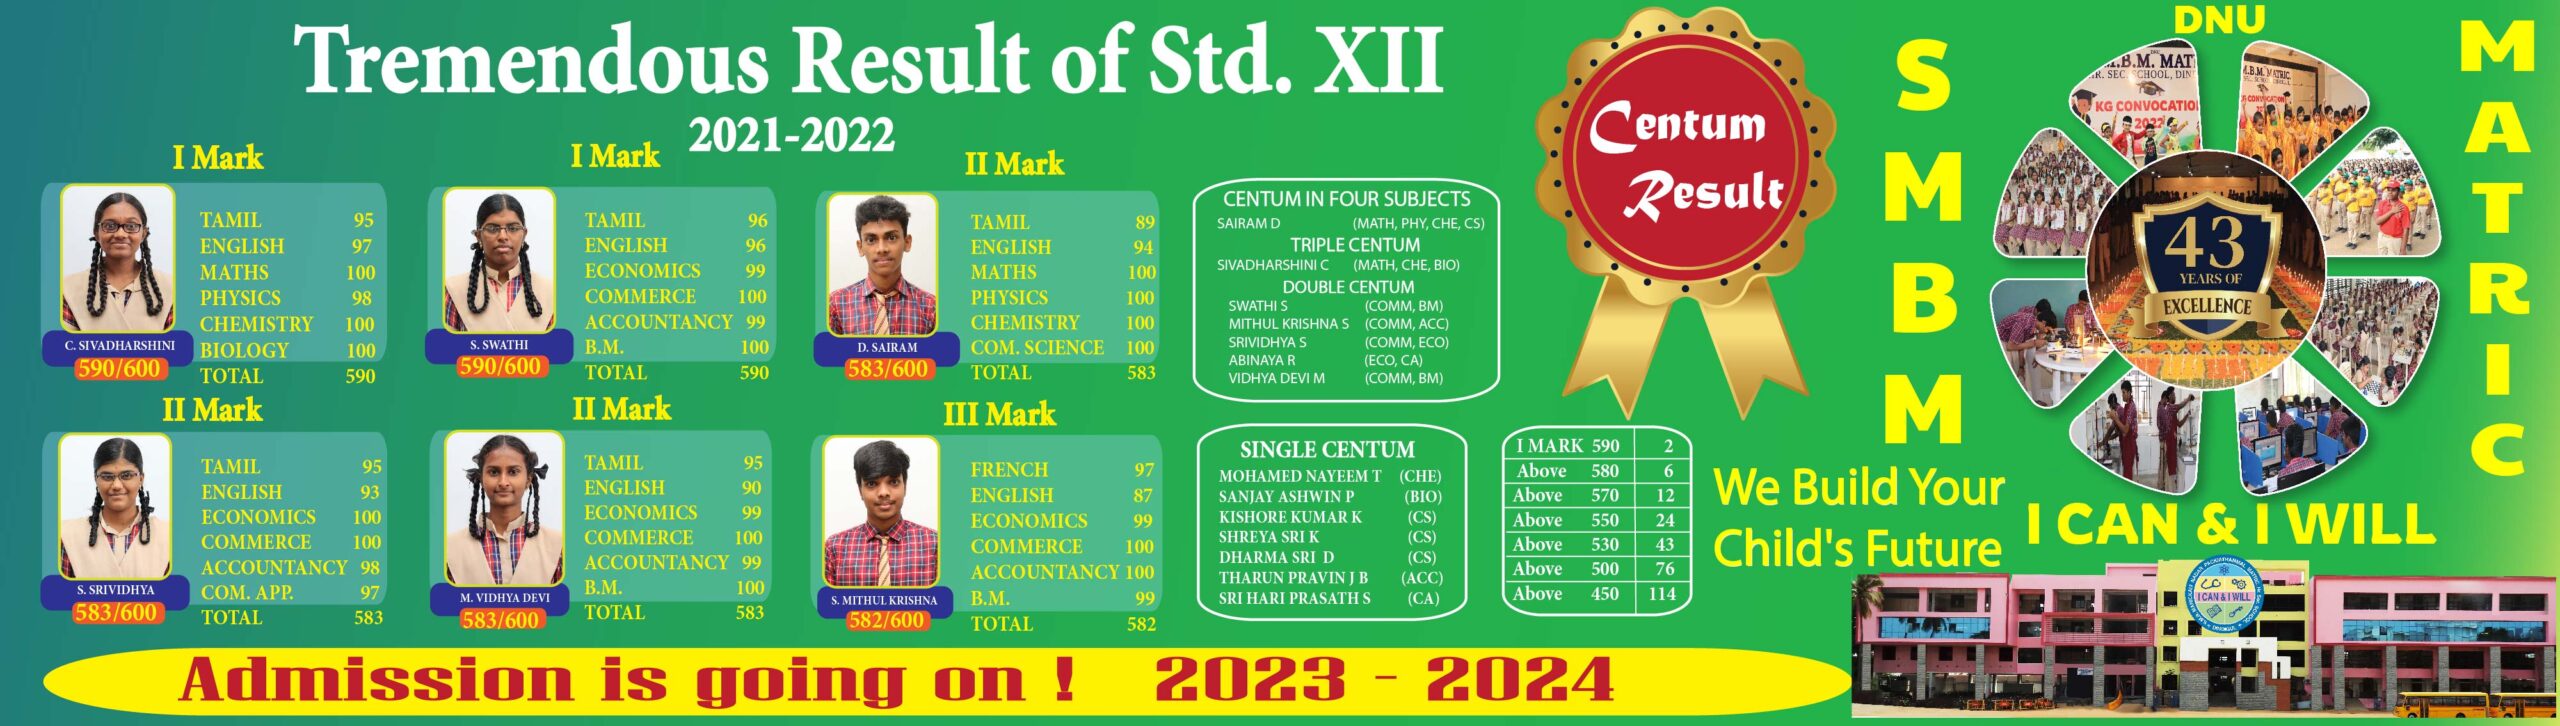 Tremendous Result of Std. XII
2021-2022
I Mark
TAMIL 95
ENGLISH 97
MATHS 100
PHYSICS 98
CHEMISTRY 100
BIOLOGY 100
TOTAL 590
C. SIVADHARSHINI
590/600
I Mark
TAMIL 96
ENGLISH 96
ECONOMICS 99
COMMERCE 100
ACCOUNTANCY 99
B.M. 100
TOTAL 590
S. SWATHI
590/600
II Mark
TAMIL 89
ENGLISH 94
MATHS 100
PHYSICS 100
CHEMISTRY 100
COM. SCIENCE 100
TOTAL 583
D. SAIRAM
583/600
II Mark
TAMIL 95
ENGLISH 93
ECONOMICS 100
COMMERCE 100
ACCOUNTANCY 98
COM. APP. 97
TOTAL 583
S. SRIVIDHYA
583/600
II Mark
TAMIL 95
ENGLISH 90
ECONOMICS 99
COMMERCE 100
ACCOUNTANCY 99
B.M. 100
TOTAL 583
M. VIDHYA DEVI
583/600
III Mark
FRENCH 97
ENGLISH 87
ECONOMICS 99
COMMERCE 100
ACCOUNTANCY 100
B.M. 99
TOTAL 582
S. MITHUL KRISHNA
582/600
CENTUM IN FOUR SUBJECTS
SAIRAM D (MATH, PHY, CHE, CS)
TRIPLE CENTUM
SIVADHARSHINI C (MATH, CHE, BIO)
DOUBLE CENTUM
SWATHI S (COMM, BM)
MITHUL KRISHNA S (COMM, ACC)
SRIVIDHYA S (COMM, ECO)
ABINAYA R (ECO, CA)
VIDHYA DEVI M (COMM, BM)
SINGLE CENTUM
MOHAMED NAYEEM T (CHE)
SANJAY ASHWIN P (BIO)
KISHORE KUMAR K (CS)
SHREYA SRI K (CS)
DHARMA SRI D (CS)
THARUN PRAVIN J B (ACC)
SRI HARI PRASATH S (CA)
Centum
Result
I MARK 590 2
Above 580 6
Above 570 12
Above 550 24
Above 530 43
Above 500 76
Above 450 114
SMBM
DNU
MATRIC
.B.M. MAT
SEC. SCHOOL, DIN
KG CONVOCATIO
2022
.B.M. MATRIC.
43
YEARS OF
EXCELLENCE
We Build Your
Child's Future
I CAN & I WILL
I CAN & I WILL
Admission is going on ! 2023 - 2024